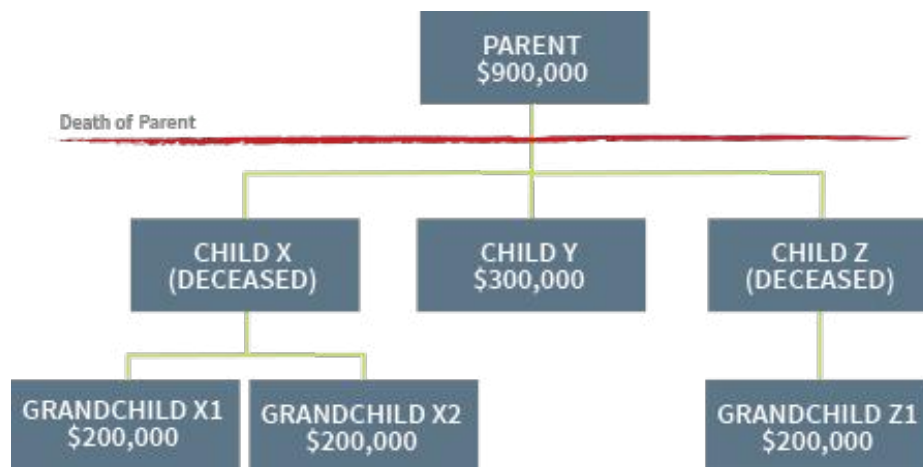 PARENT
$900,000
Death of Parent
CHILD X
(DECEASED)
CHILD Y
$300,000
CHILD Z
(DECEASED)
GRANDCHILD X1
$200,000
GRANDCHILD X2
$200,000
GRANDCHILD Z1
$200,000